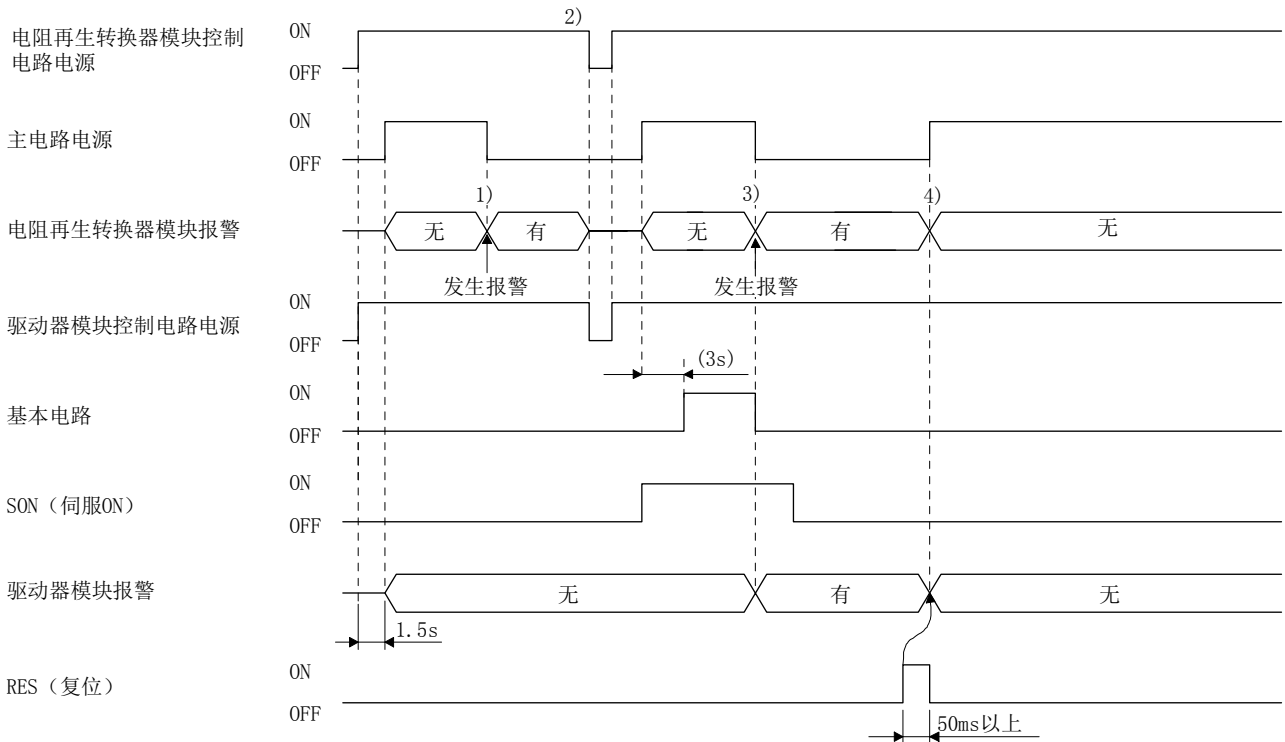 2)
电阻再生转换器模块控制
电路电源
ON
OFF
主电路电源
ON
OFF
1)
3)
4)
电阻再生转换器模块报警
无
有
无
有
无
发生报警
发生报警
驱动器模块控制电路电源
ON
OFF
(3s)
基本电路
ON
OFF
SON（伺服ON）
ON
OFF
驱动器模块报警
无
有
无
1.5s
RES（复位）
ON
OFF
50ms以上